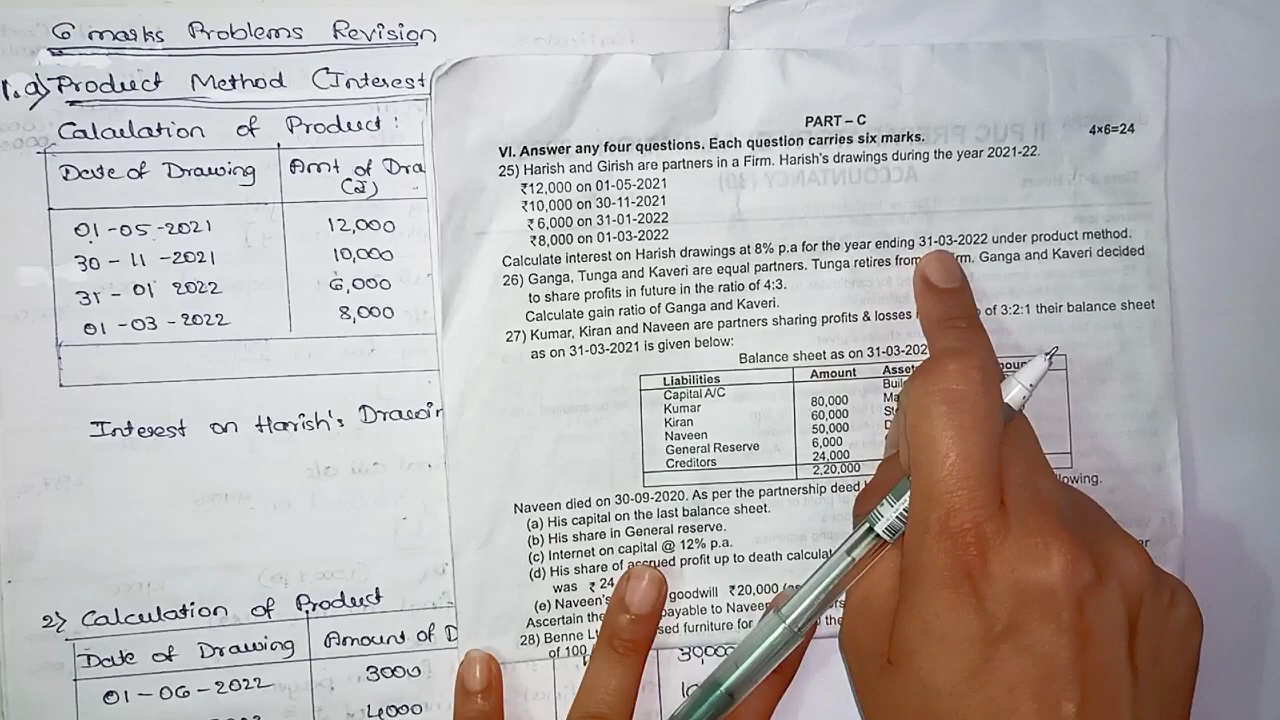 6 marks Problems Revision
1.a) Product Method (Interest
Calculation of Product:
Date of Drawing Amt of Dra
(₹)
01-05-2021 12,000
30-11-2021 10,000
31-01 2022 6,000
01-03-2022 8,000
Interest on Harish's Drawin
2) Calculation of Product
Date of Drawing Amount of D
01-06-2022 3000
4000
PART – C
VI. Answer any four questions. Each question carries six marks. 4×6=24
25) Harish and Girish are partners in a Firm. Harish's drawings during the year 2021-22.
₹12,000 on 01-05-2021
₹10,000 on 30-11-2021
₹ 6,000 on 31-01-2022
₹8,000 on 01-03-2022
Calculate interest on Harish drawings at 8% p.a for the year ending 31-03-2022 under product method.
26) Ganga, Tunga and Kaveri are equal partners. Tunga retires from rm. Ganga and Kaveri decided
to share profits in future in the ratio of 4:3.
Calculate gain ratio of Ganga and Kaveri.
27) Kumar, Kiran and Naveen are partners sharing profits & losses of 3:2:1 their balance sheet
as on 31-03-2021 is given below:
Balance sheet as on 31-03-202
Liabilities Amount Asset
Capital A/C Buil
Kumar 80,000 Ma
Kiran 60,000 St
Naveen 50,000 D
General Reserve 6,000
Creditors 24,000
2,20,000
Naveen died on 30-09-2020. As per the partnership deed lowing.
(a) His capital on the last balance sheet.
(b) His share in General reserve.
(c) Internet on capital @ 12% p.a.
(d) His share of accrued profit up to death calculat
was ₹ 24 goodwill ₹20,000
(e) Naveen's
Ascertain the payable to Naveen
28) Benne Lt sed furniture for the
of 100 30,000